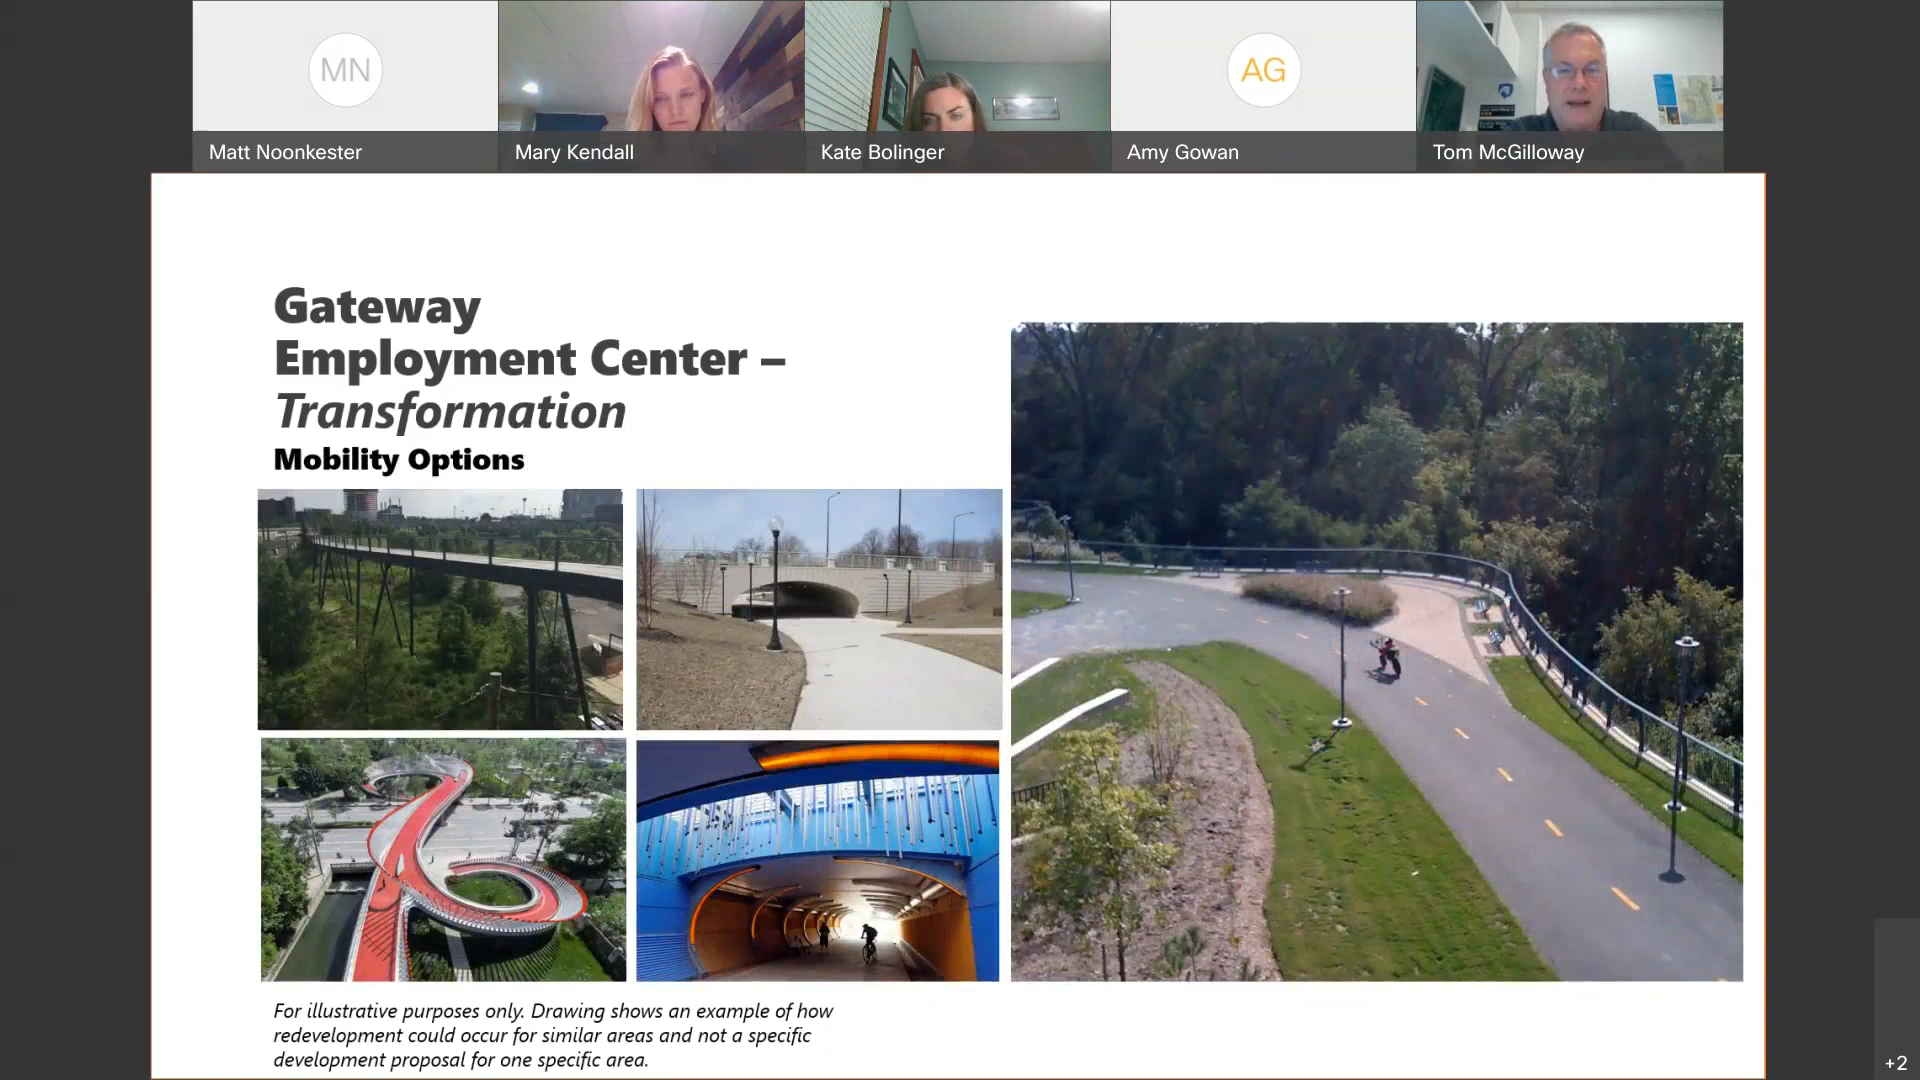 MN
AG
Matt Noonkester
Mary Kendall
Kate Bolinger
Amy Gowan
Tom McGilloway
Gateway
Employment Center –
Transformation
Mobility Options
For illustrative purposes only. Drawing shows an example of how
redevelopment could occur for similar areas and not a specific
development proposal for one specific area.
+2